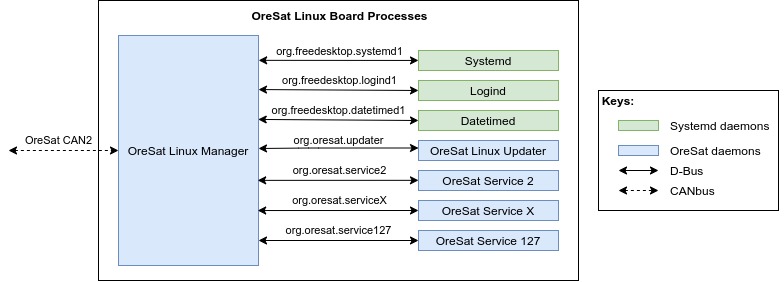 OreSat Linux Board Processes
org.freedesktop.systemd1
Systemd
org.freedesktop.logind1
Logind
org.freedesktop.datetimed1
Datetimed
OreSat CAN2
OreSat Linux Manager
org.oresat.updater
OreSat Linux Updater
org.oresat.service2
OreSat Service 2
org.oresat.serviceX
OreSat Service X
org.oresat.service127
OreSat Service 127
Keys:
Systemd daemons
OreSat daemons
D-Bus
CANbus